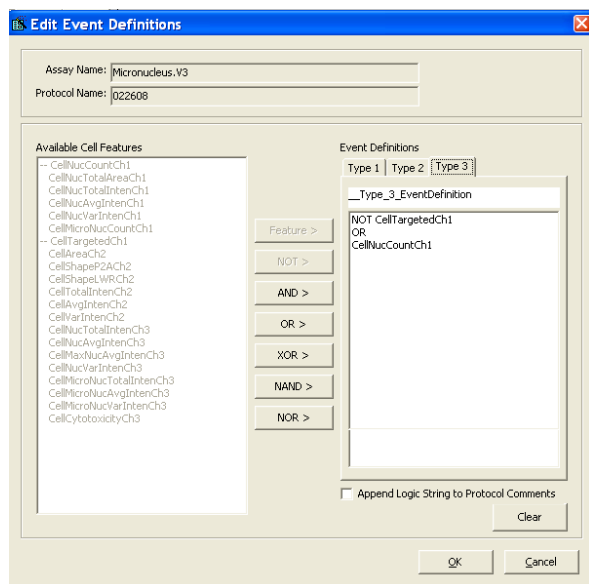 Edit Event Definitions
Assay Name: Micronucleus.V3
Protocol Name: 022608
Available Cell Features
-- CellNucCountCh1
CellNucTotalAreaCh1
CellNucTotalIntenCh1
CellNucAvgIntenCh1
CellNucVarIntenCh1
CellMicroNucCountCh1
-- CellTargetedCh1
CellAreaCh2
CellShapeP2ACh2
CellShapeLWRCh2
CellTotalIntenCh2
CellAvgIntenCh2
CellVarIntenCh2
CellNucTotalIntenCh3
CellNucAvgIntenCh3
CellMaxNucAvgIntenCh3
CellNucVarIntenCh3
CellMicroNucTotalIntenCh3
CellMicroNucAvgIntenCh3
CellMicroNucVarIntenCh3
CellCytotoxicityCh3
Feature >
NOT >
AND >
OR >
XOR >
NAND >
NOR >
Event Definitions
Type 1 Type 2 Type 3
__Type_3_EventDefinition
NOT CellTargetedCh1
OR
CellNucCountCh1
Append Logic String to Protocol Comments
Clear
OK Cancel